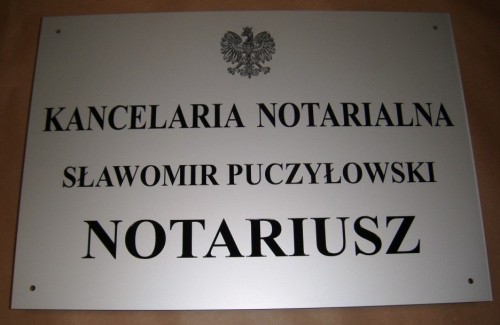 KANCELARIA NOTARIALNA
SŁAWOMIR PUCZYŁOWSKI
NOTARIUSZ